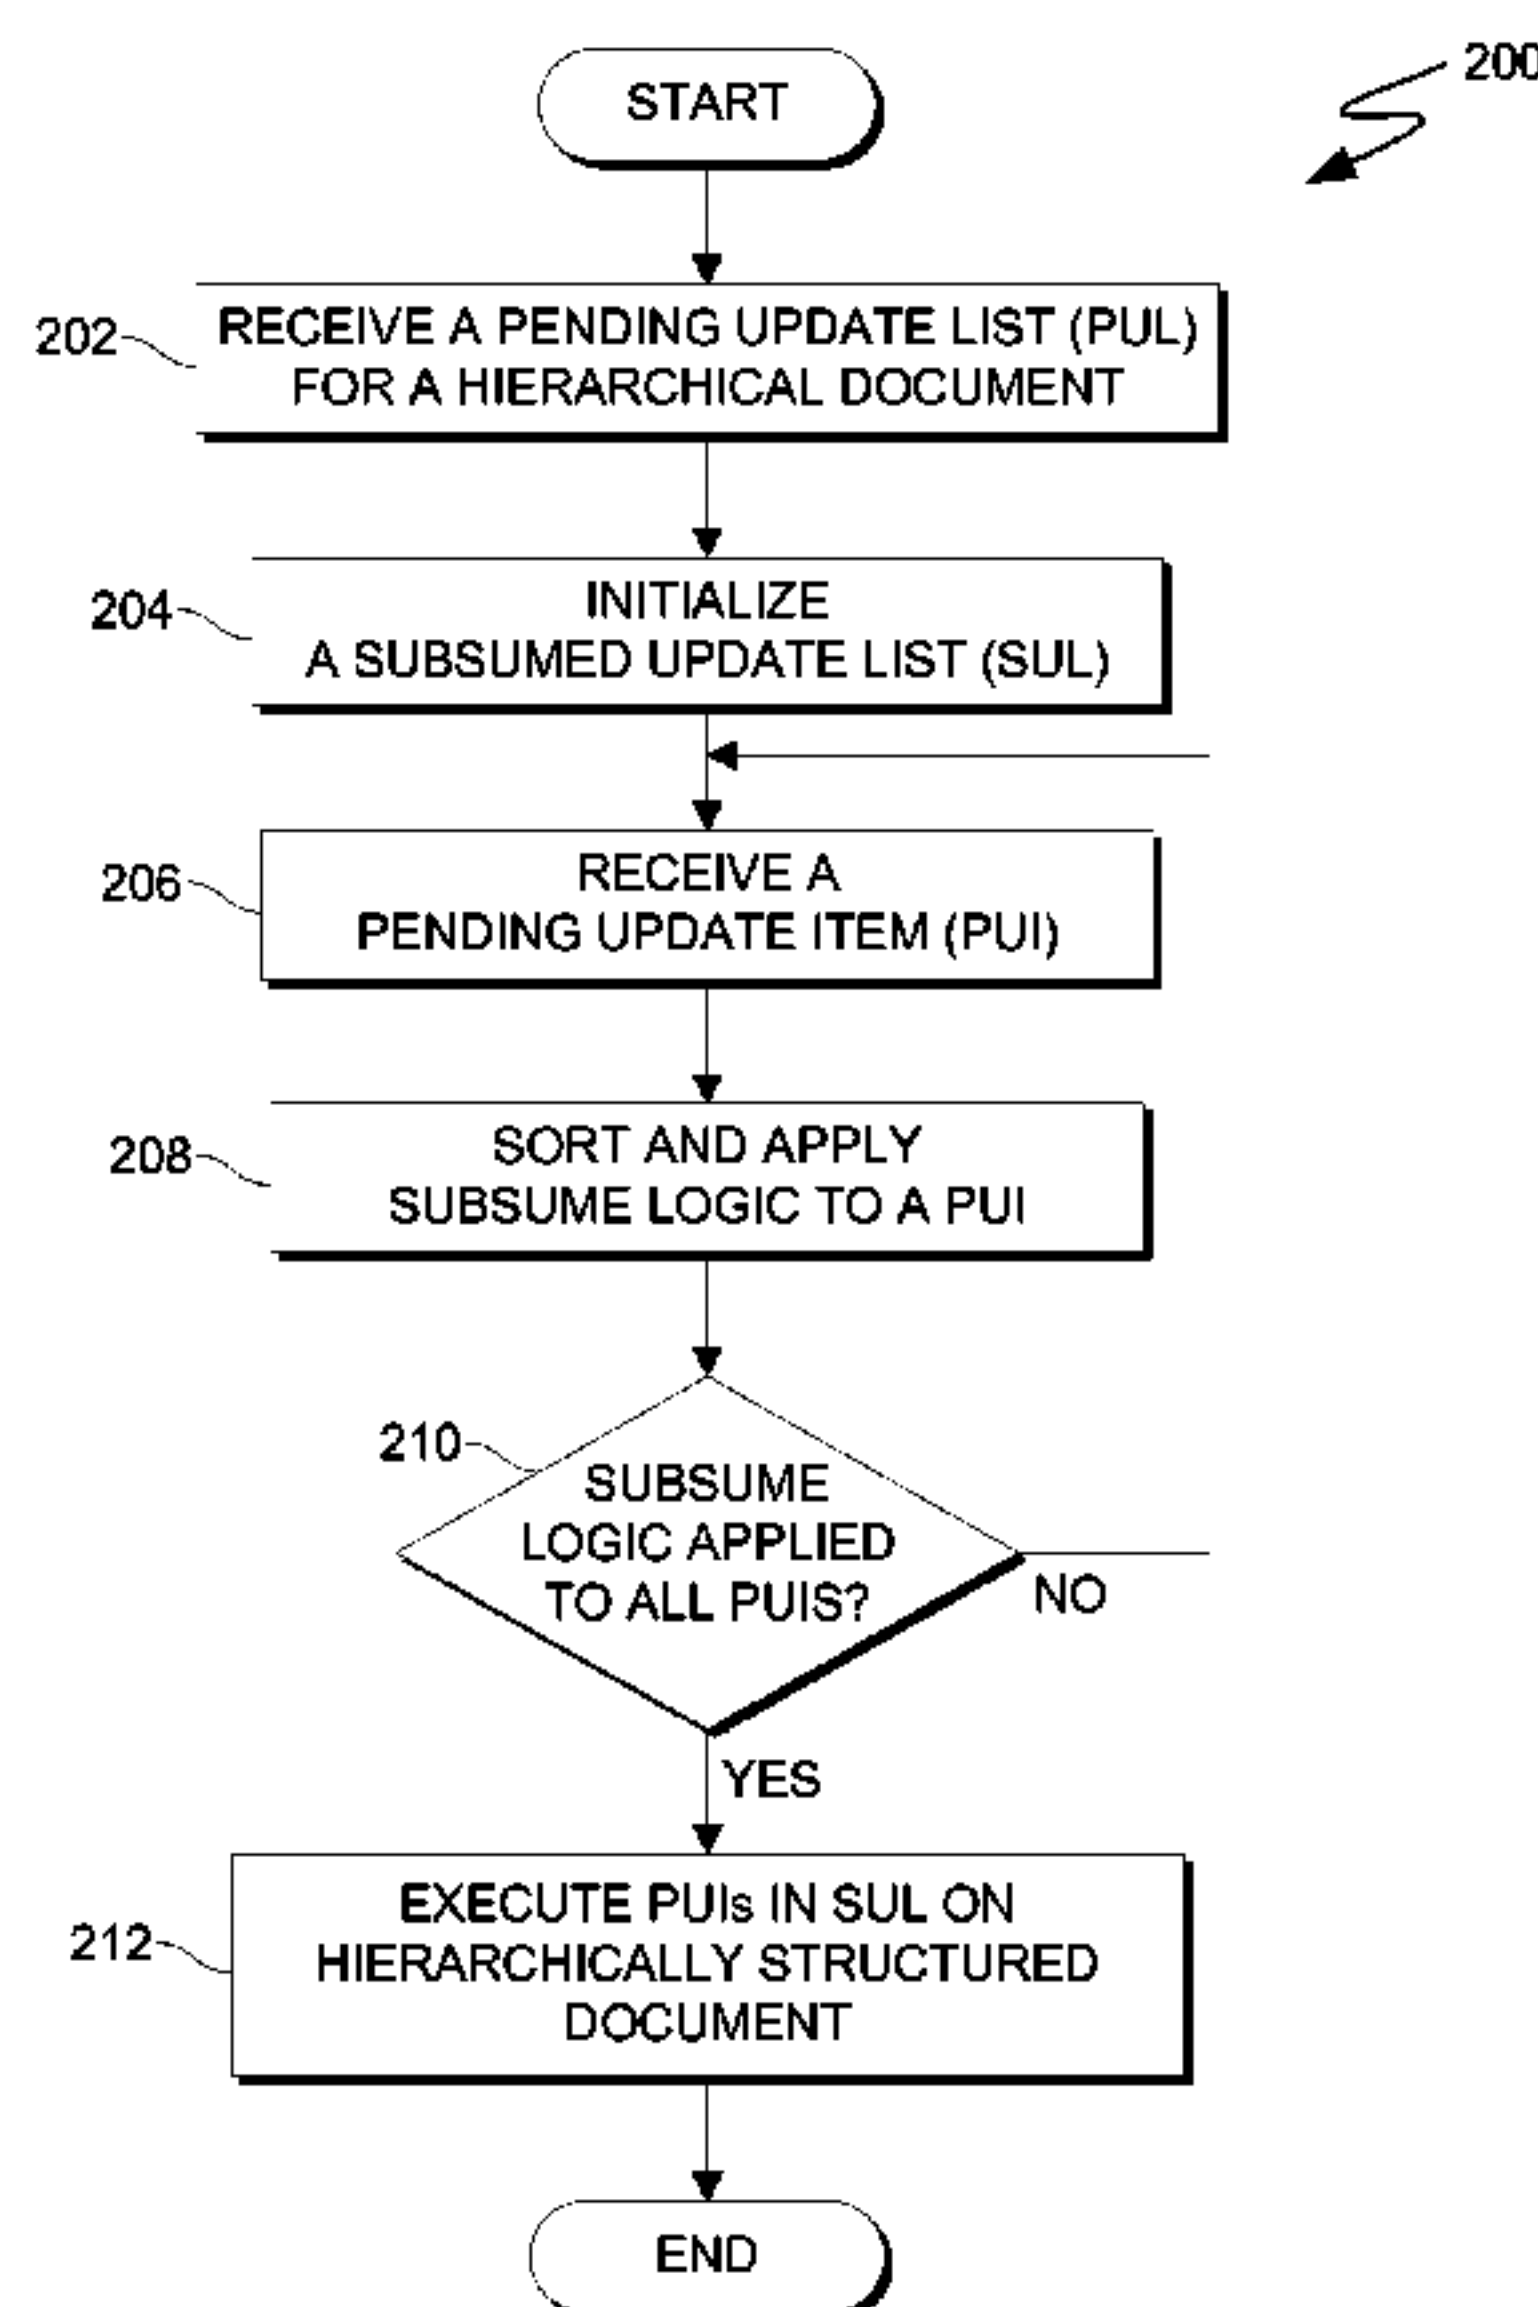 START
200
202
RECEIVE A PENDING UPDATE LIST (PUL)
FOR A HIERARCHICAL DOCUMENT
204
INITIALIZE
A SUBSUMED UPDATE LIST (SUL)
206
RECEIVE A
PENDING UPDATE ITEM (PUI)
208
SORT AND APPLY
SUBSUME LOGIC TO A PUI
210
SUBSUME
LOGIC APPLIED
TO ALL PUIS?
NO
YES
212
EXECUTE PUIs IN SUL ON
HIERARCHICALLY STRUCTURED
DOCUMENT
END